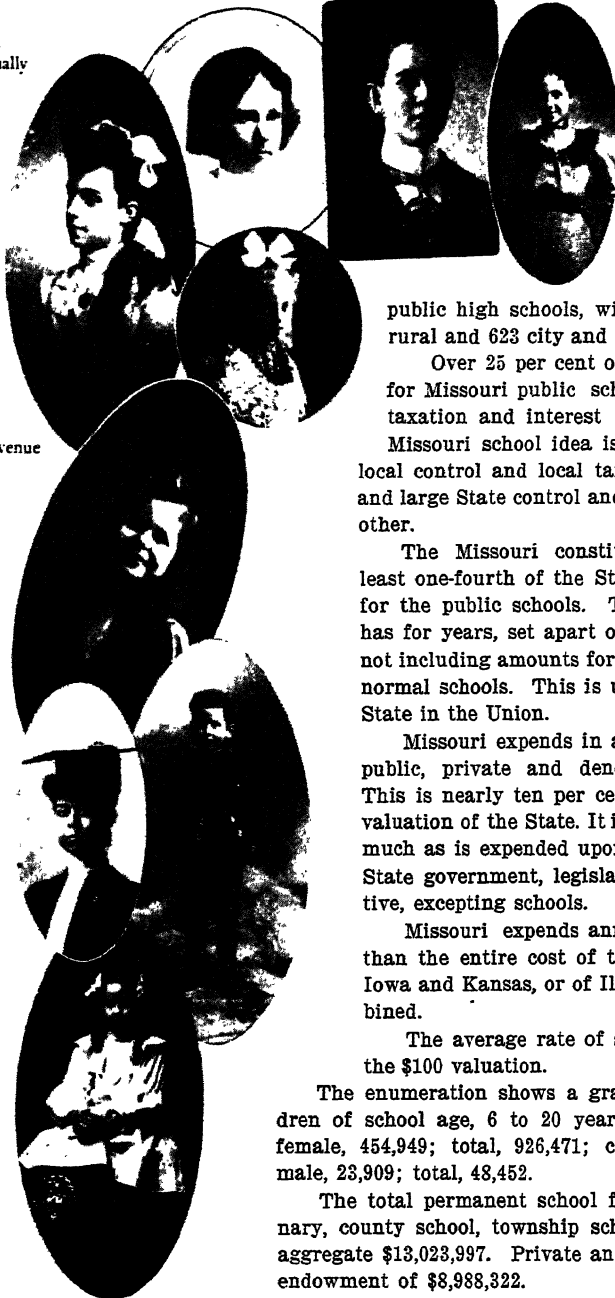 ally
public high schools, wi
rural and 623 city and
Over 25 per cent o
for Missouri public sch
taxation and interest
venue
Missouri school idea is
local control and local ta
and large State control an
other.
The Missouri consti
least one-fourth of the St
for the public schools. T
has for years, set apart o
not including amounts for
normal schools. This is u
State in the Union.
Missouri expends in a
public, private and den
This is nearly ten per ce
valuation of the State. It i
much as is expended upo
State government, legisla
tive, excepting schools.
Missouri expends an
than the entire cost of t
Iowa and Kansas, or of Il
bined.
The average rate of
the $100 valuation.
The enumeration shows a gra
dren of school age, 6 to 20 year
female, 454,949; total, 926,471; c
male, 23,909; total, 48,452.
The total permanent school f
nary, county school, township sch
aggregate $13,023,997. Private an
endowment of $8,988,322.